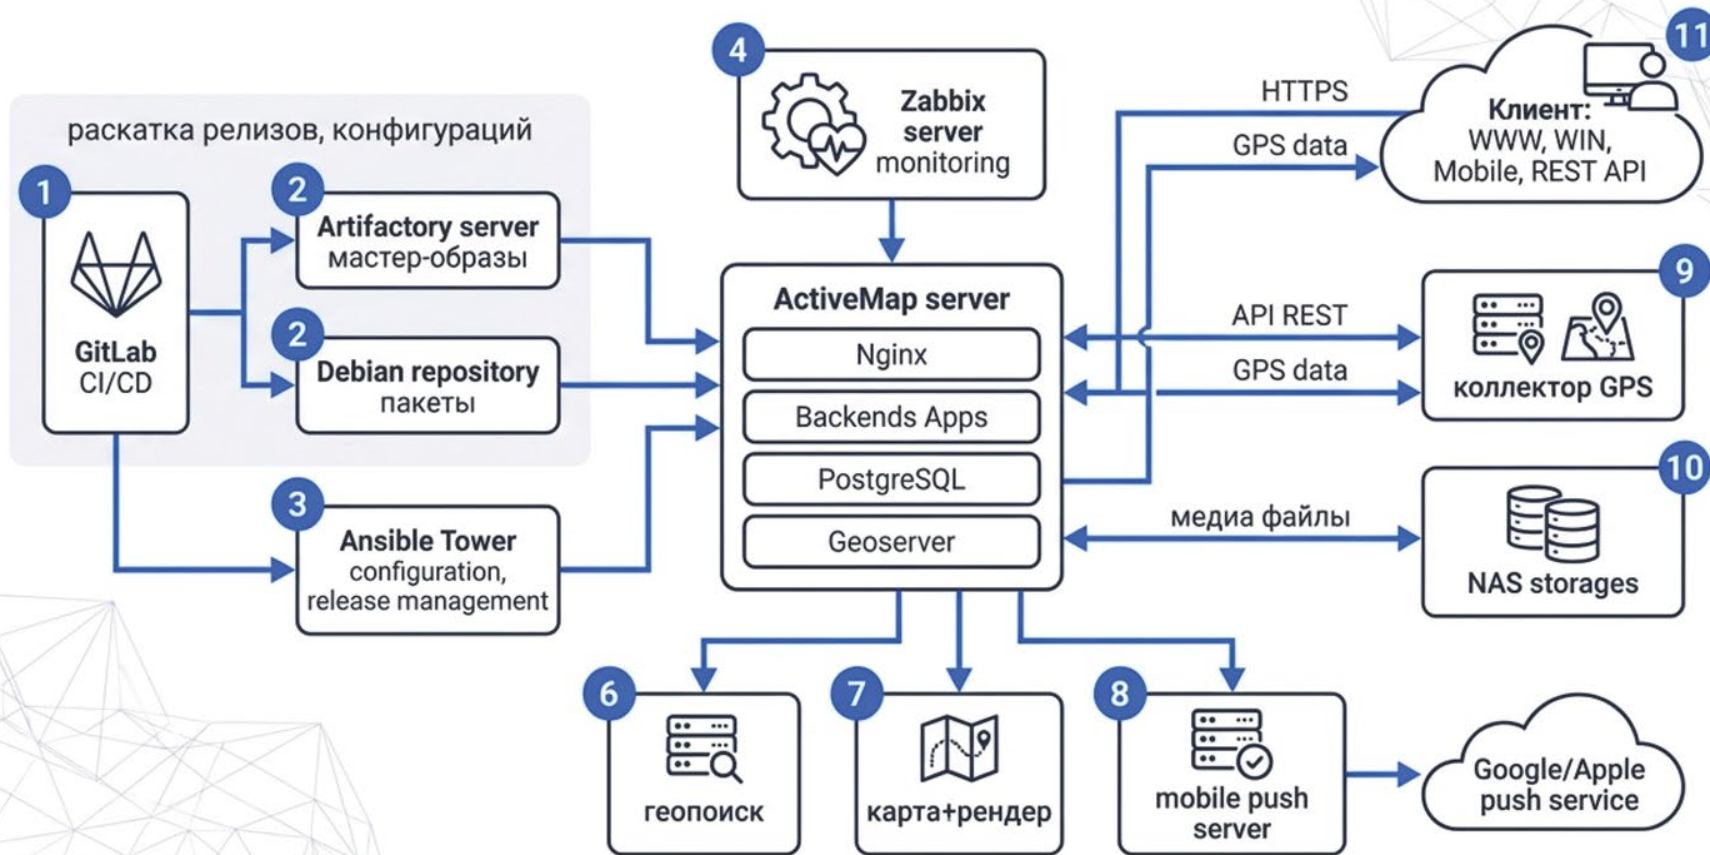 раскатка релизов, конфигураций
1
GitLab
CI/CD
2
Artifactory server
мастер-образы
2
Debian repository
пакеты
3
Ansible Tower
configuration,
release management
4
Zabbix
server
monitoring
ActiveMap server
Nginx
Backends Apps
PostgreSQL
Geoserver
HTTPS
GPS data
API REST
GPS data
медиа файлы
11
Клиент:
WWW, WIN,
Mobile, REST API
9
коллектор GPS
10
NAS storages
6
геопоиск
7
карта+рендер
8
mobile push
server
Google/Apple
push service